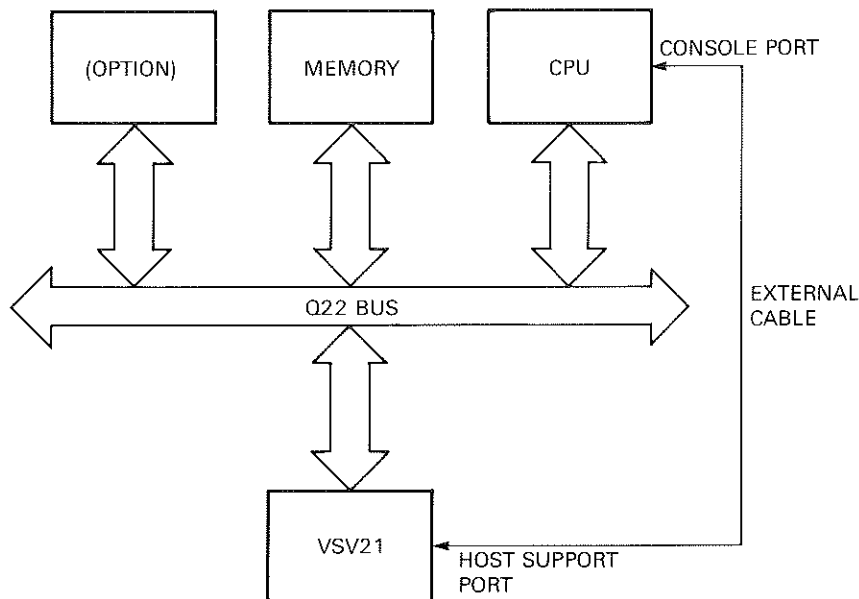 (OPTION)
MEMORY
CPU
CONSOLE PORT
Q22 BUS
EXTERNAL
CABLE
VSV21
HOST SUPPORT
PORT